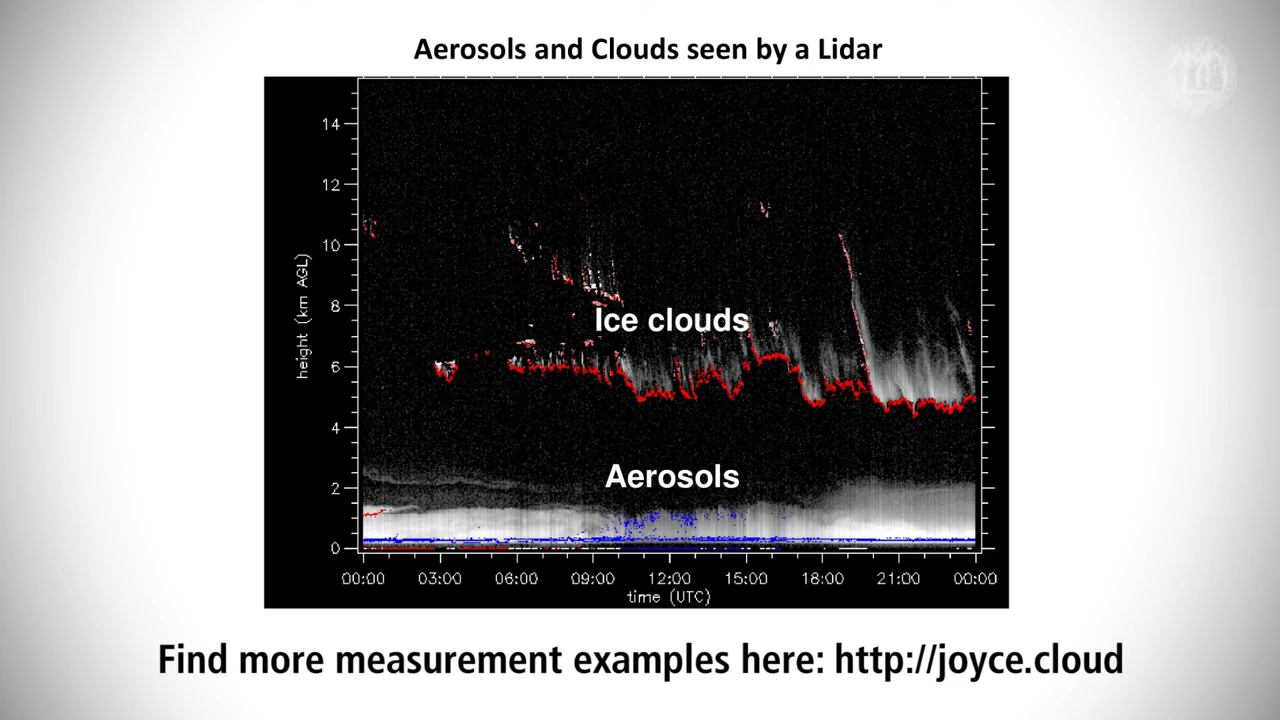 Aerosols and Clouds seen by a Lidar
14
12
10
8
6
4
2
0
height (km AGL)
Ice clouds
Aerosols
00:00 03:00 06:00 09:00 12:00 15:00 18:00 21:00 00:00
time (UTC)
Find more measurement examples here: http://joyce.cloud